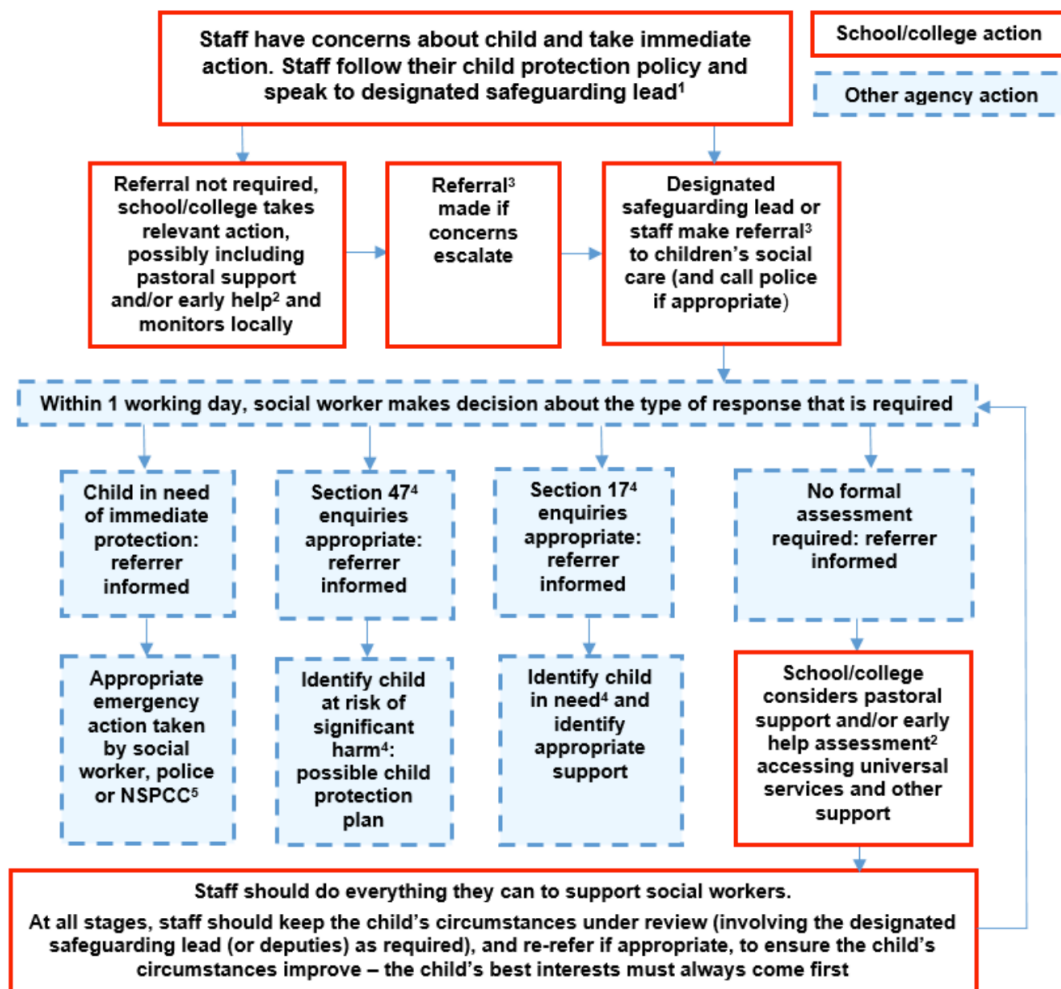 Staff have concerns about child and take immediate
action. Staff follow their child protection policy and
speak to designated safeguarding lead¹
School/college action
Other agency action
Referral not required,
school/college takes
relevant action,
possibly including
pastoral support
and/or early help² and
monitors locally
Referral³
made if
concerns
escalate
Designated
safeguarding lead or
staff make referral³
to children’s social
care (and call police
if appropriate)
Within 1 working day, social worker makes decision about the type of response that is required
Child in need
of immediate
protection:
referrer
informed
Section 47⁴
enquiries
appropriate:
referrer
informed
Section 17⁴
enquiries
appropriate:
referrer
informed
No formal
assessment
required: referrer
informed
Appropriate
emergency
action taken
by social
worker, police
or NSPCC⁵
Identify child
at risk of
significant
harm⁴:
possible child
protection
plan
Identify child
in need⁴ and
identify
appropriate
support
School/college
considers pastoral
support and/or early
help assessment²
accessing universal
services and other
support
Staff should do everything they can to support social workers.
At all stages, staff should keep the child’s circumstances under review (involving the designated
safeguarding lead (or deputies) as required), and re-refer if appropriate, to ensure the child’s
circumstances improve – the child’s best interests must always come first